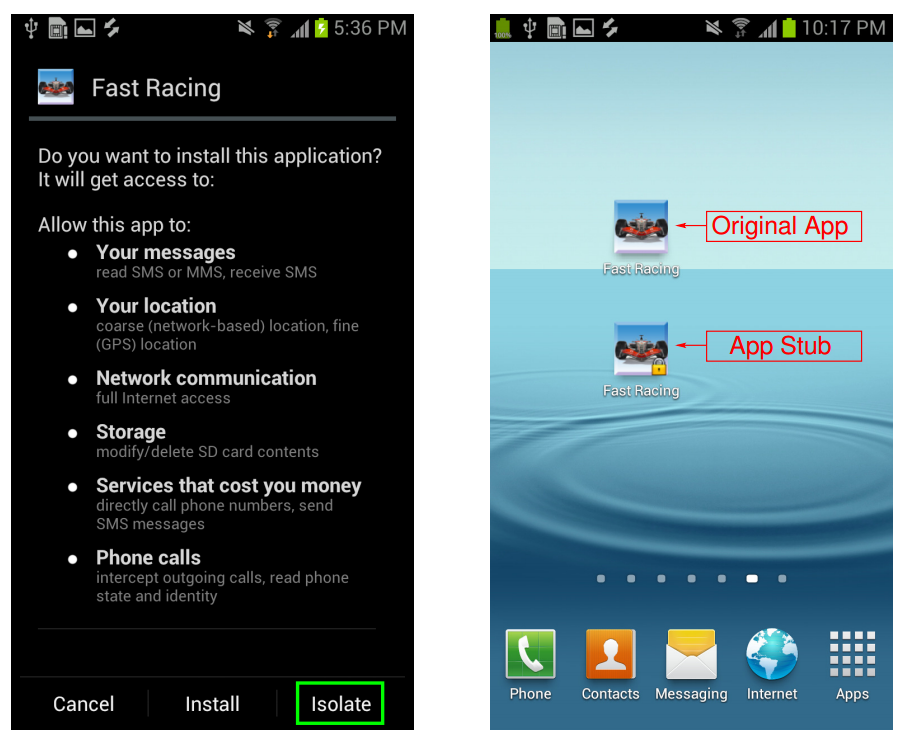 5:36 PM
Fast Racing
Do you want to install this application?
It will get access to:
Allow this app to:
Your messages
read SMS or MMS, receive SMS
Your location
coarse (network-based) location, fine
(GPS) location
Network communication
full Internet access
Storage
modify/delete SD card contents
Services that cost you money
directly call phone numbers, send
SMS messages
Phone calls
intercept outgoing calls, read phone
state and identity
Cancel Install Isolate
100% 10:17 PM
Original App
Fast Racing
App Stub
Fast Racing
Phone Contacts Messaging Internet Apps